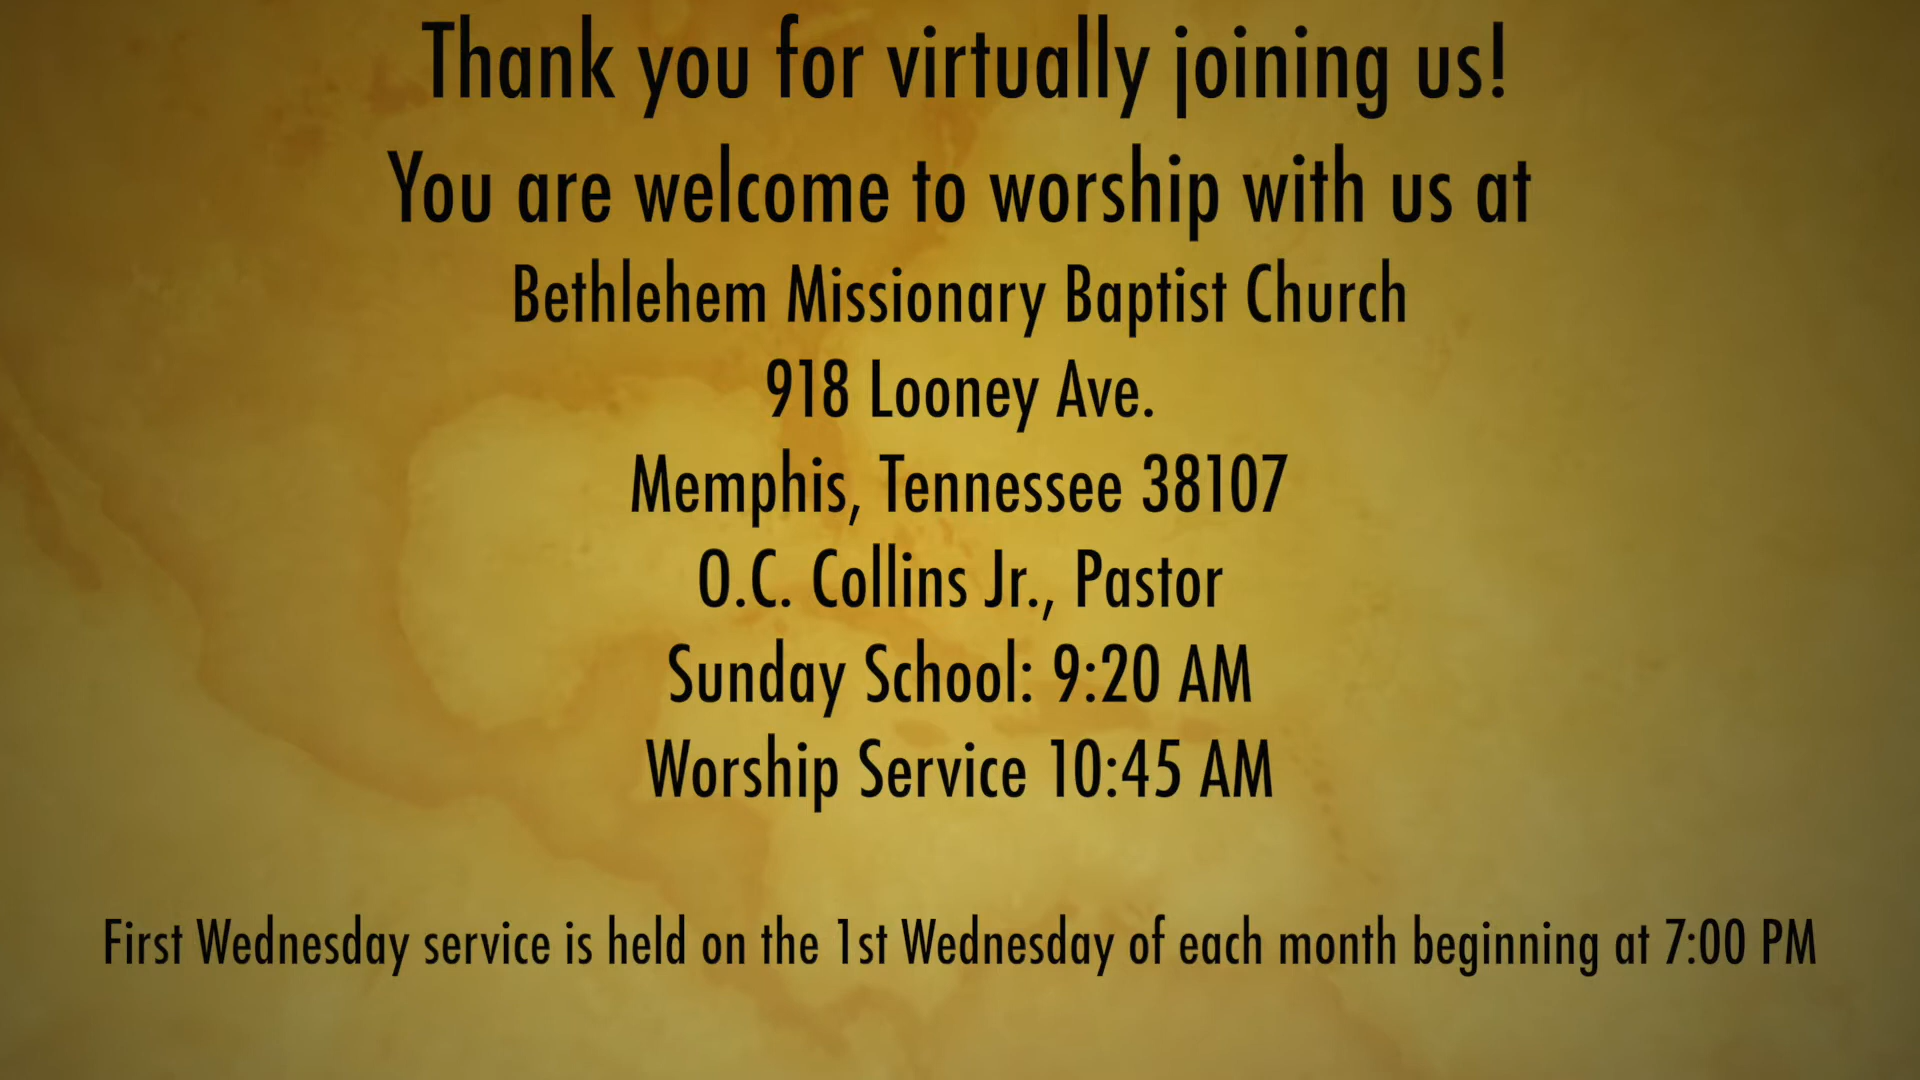 Thank you for virtually joining us!
You are welcome to worship with us at
Bethlehem Missionary Baptist Church
918 Looney Ave.
Memphis, Tennessee 38107
O.C. Collins Jr., Pastor
Sunday School: 9:20 AM
Worship Service 10:45 AM
First Wednesday service is held on the 1st Wednesday of each month beginning at 7:00 PM